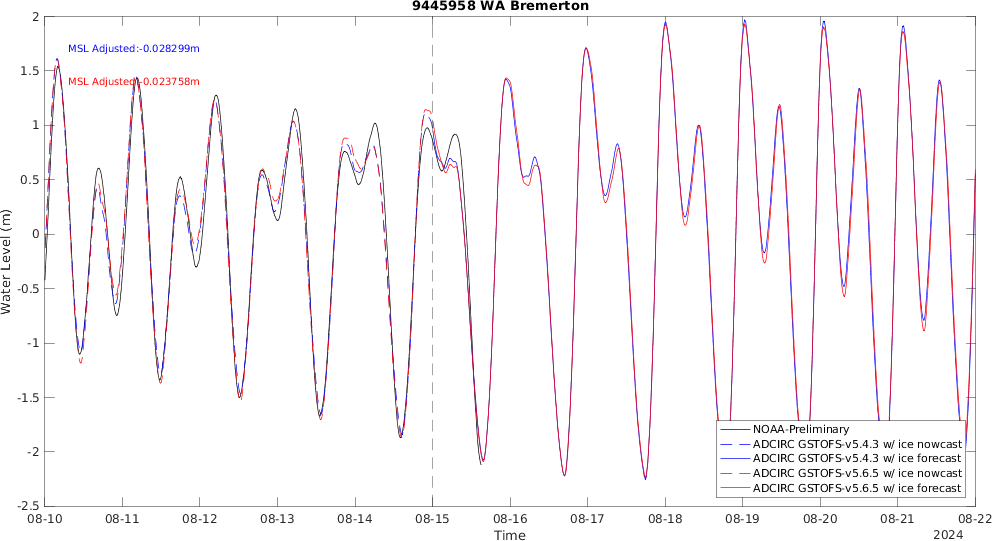 9445958 WA Bremerton
MSL Adjusted:-0.028299m
MSL Adjusted:-0.023758m
Water Level (m)
2
1.5
1
0.5
0
-0.5
-1
-1.5
-2
-2.5
NOAA-Preliminary
ADCIRC GSTOFS-v5.4.3 w/ ice nowcast
ADCIRC GSTOFS-v5.4.3 w/ ice forecast
ADCIRC GSTOFS-v5.6.5 w/ ice nowcast
ADCIRC GSTOFS-v5.6.5 w/ ice forecast
08-10 08-11 08-12 08-13 08-14 08-15 08-16 08-17 08-18 08-19 08-20 08-21 08-22
Time
2024